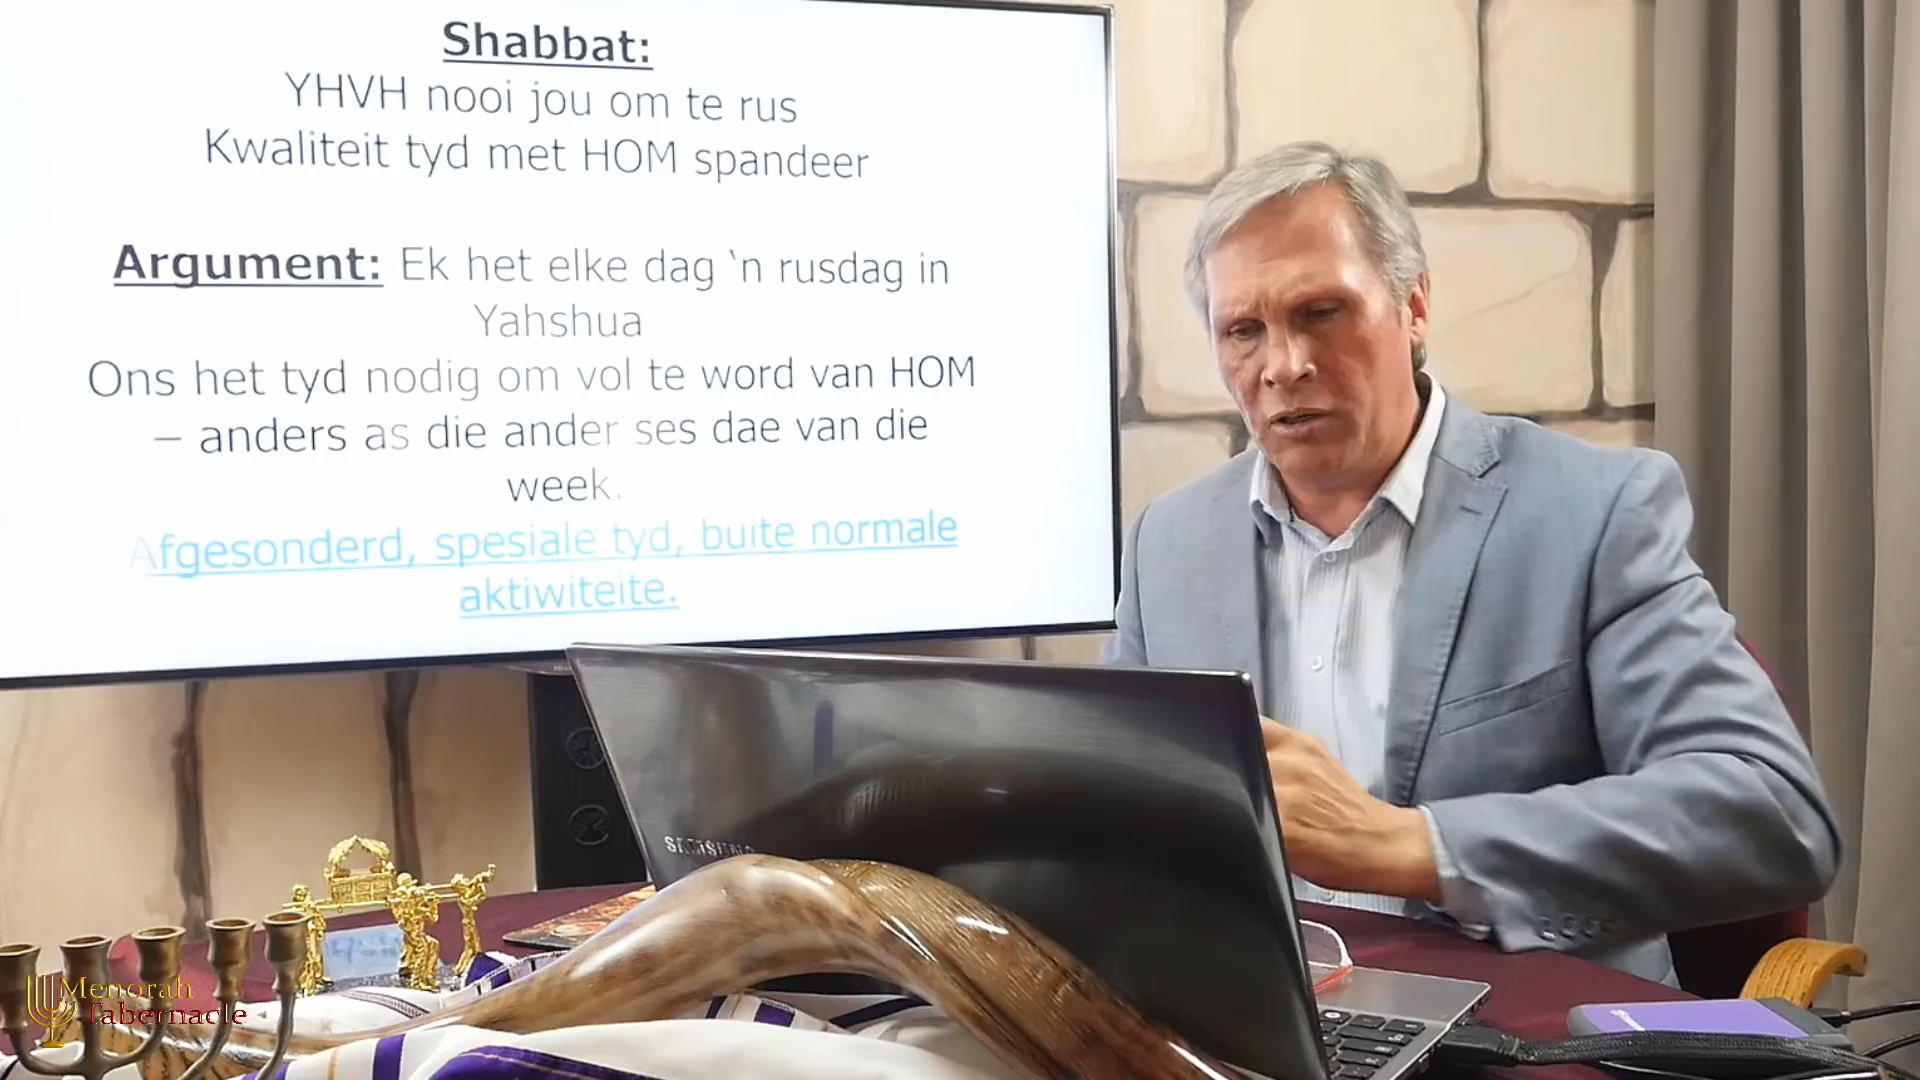 Shabbat:
YHVH nooi jou om te rus
Kwaliteit tyd met HOM spandeer
Argument: Ek het elke dag ‘n rusdag in
Yahshua
Ons het tyd nodig om vol te word van HOM
– anders as die ander ses dae van die
week.
Afgesonderd, spesiale tyd, buite normale
aktiwiteite.
SAMSUNG
Menorah
Tabernacle